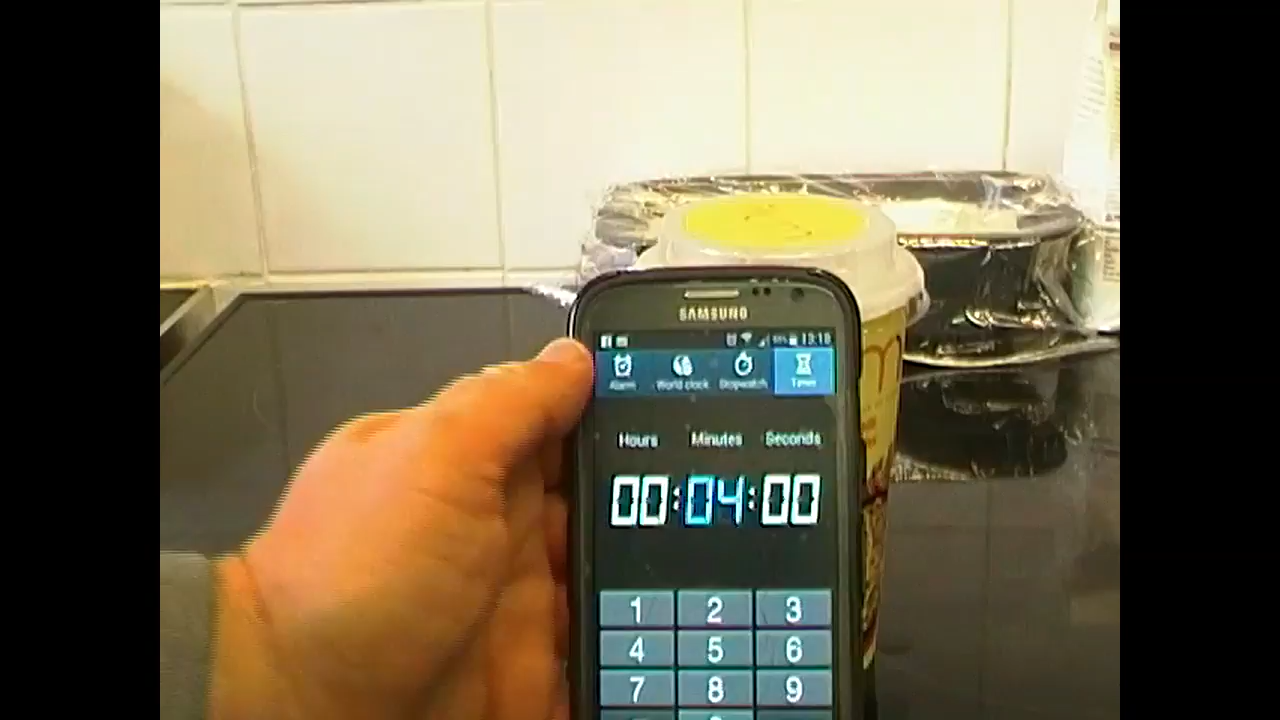 SAMSUNG
13:18
Alarm World clock Stopwatch Timer
Hours Minutes Seconds
00:04:00
1 2 3
4 5 6
7 8 9